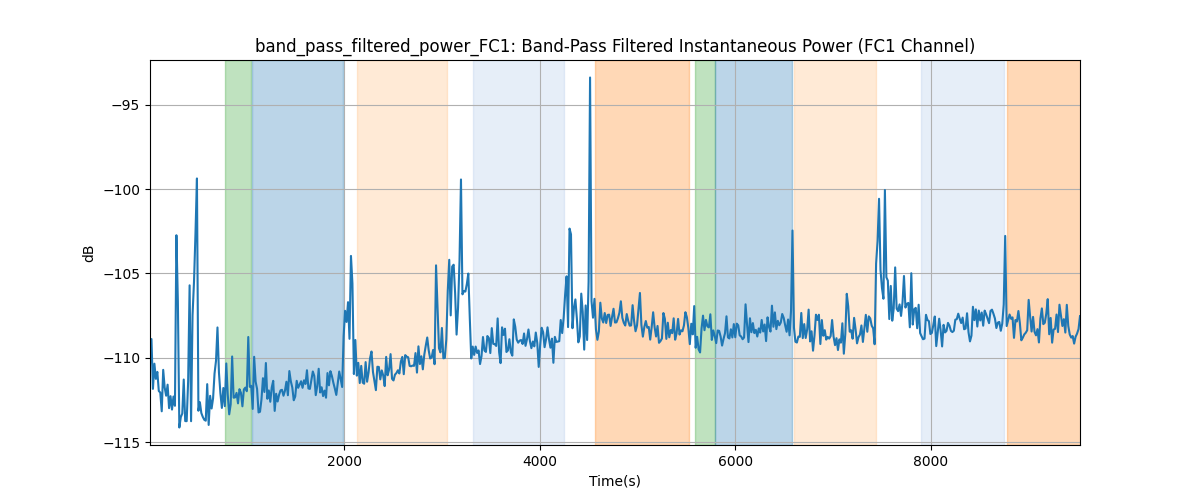 band_pass_filtered_power_FC1: Band-Pass Filtered Instantaneous Power (FC1 Channel)
−95
−100
−105
−110
−115
dB
2000 4000 6000 8000
Time(s)